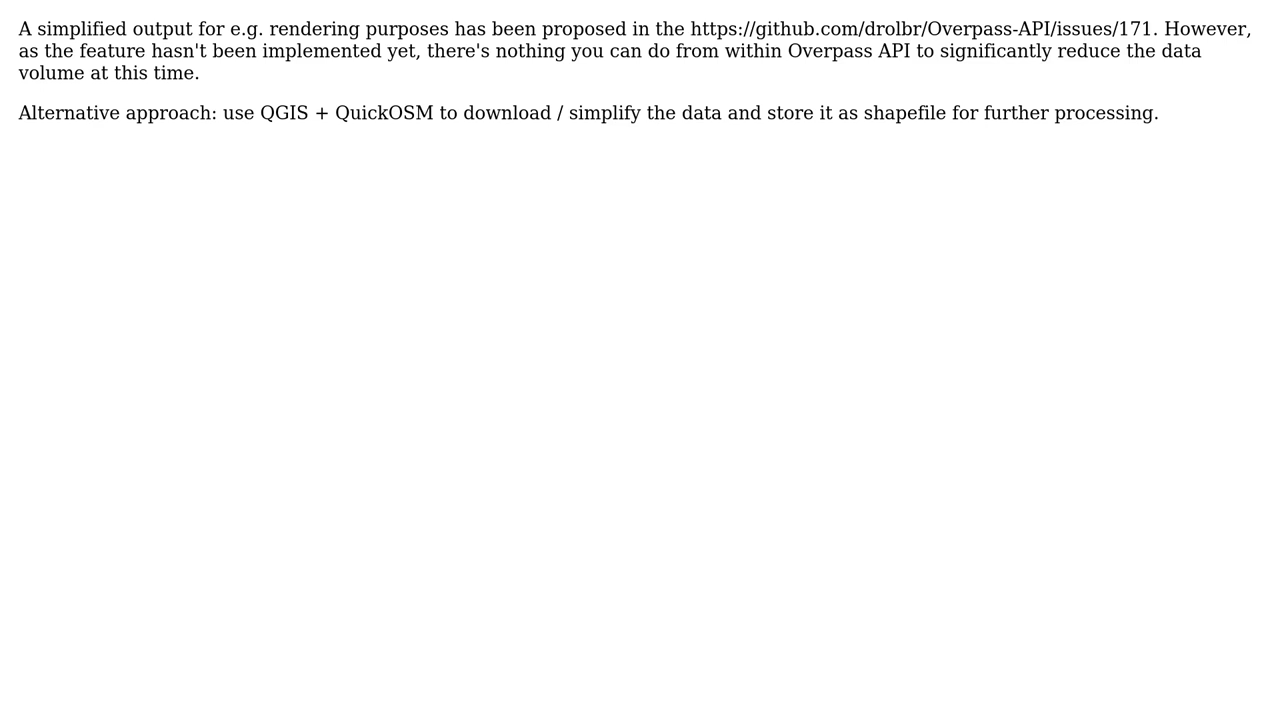 A simplified output for e.g. rendering purposes has been proposed in the https://github.com/drolbr/Overpass-API/issues/171. However,
as the feature hasn't been implemented yet, there's nothing you can do from within Overpass API to significantly reduce the data
volume at this time.
Alternative approach: use QGIS + QuickOSM to download / simplify the data and store it as shapefile for further processing.